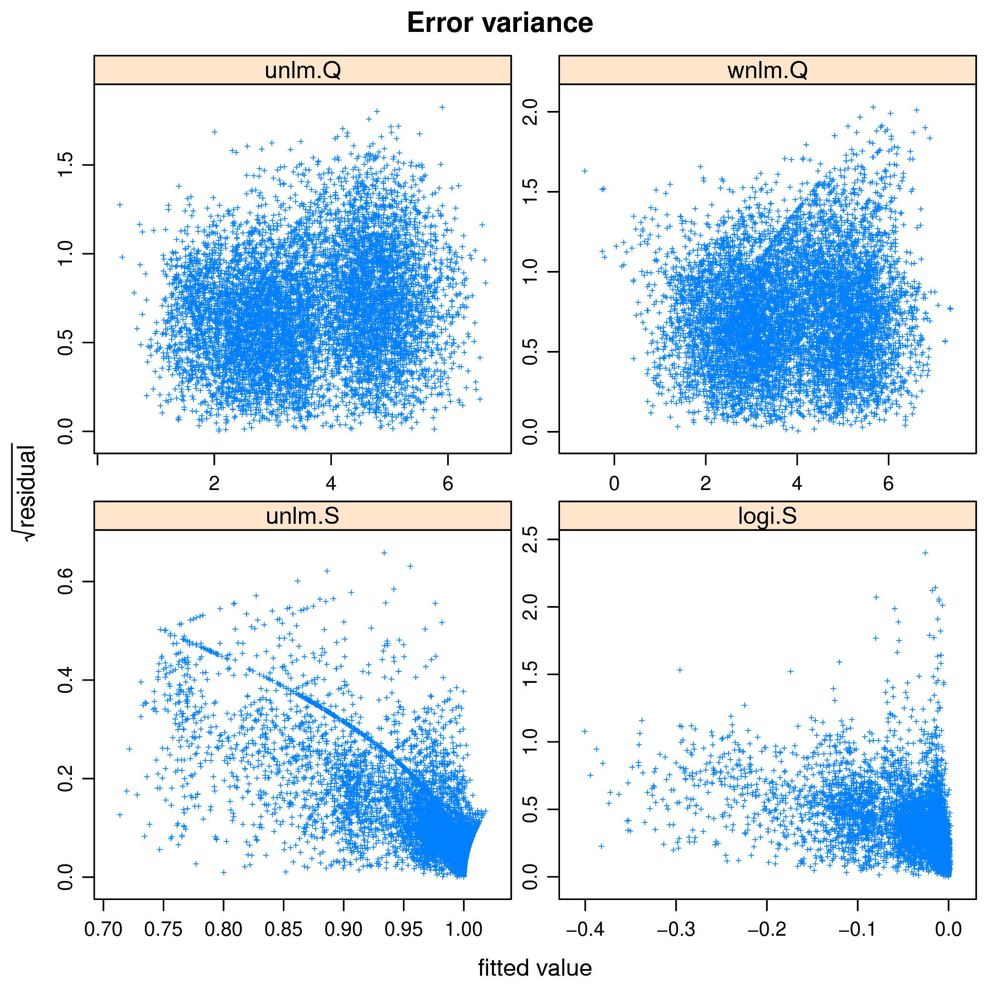 Error variance
unlm.Q
wnlm.Q
0.0 0.5 1.0 1.5
0.0 0.5 1.0 1.5 2.0
2 4 6
0 2 4 6
√residual
unlm.S
logi.S
0.0 0.2 0.4 0.6
0.0 0.5 1.0 1.5 2.0 2.5
0.70 0.75 0.80 0.85 0.90 0.95 1.00
−0.4 −0.3 −0.2 −0.1 0.0
fitted value